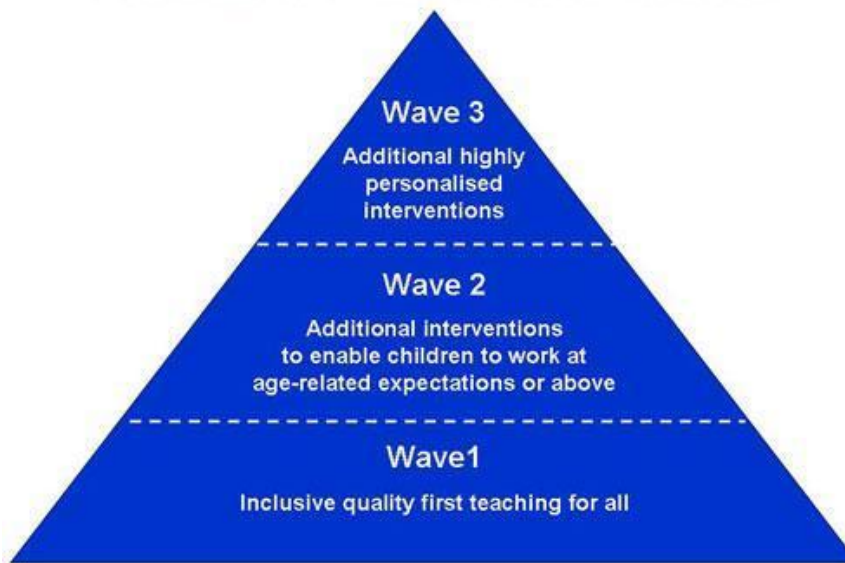 Wave 3
Additional highly
personalised
interventions
Wave 2
Additional interventions
to enable children to work at
age-related expectations or above
Wave1
Inclusive quality first teaching for all